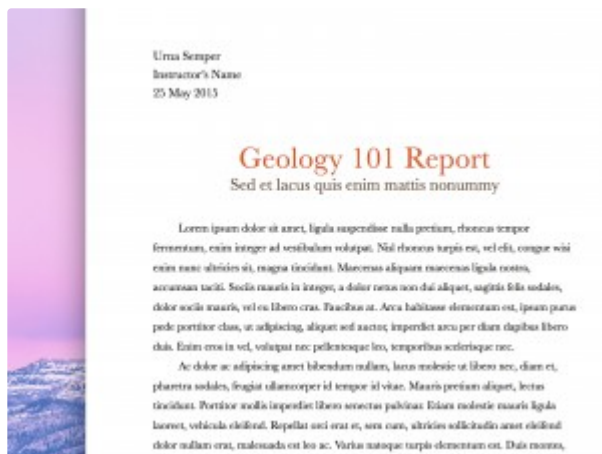 Urna Semper
Instructor's Name
25 May 2015
Geology 101 Report
Sed et lacus quis enim mattis nonummy
Lorem ipsum dolor sit amet, ligula suspendisse nulla pretium, rhoncus tempor
fermentum, enim integer ad vestibulum volutpat. Nisl rhoncus turpis est, vel elit, congue wisi
enim nunc ultricies sit, magna tincidunt. Maecenas aliquam maecenas ligula nostra,
accumsan taciti. Sociis mauris in integer, a dolor netus non dui aliquet, sagittis felis sodales,
dolor sociis mauris, vel eu libero cras. Faucibus at. Arcu habitasse elementum est, ipsum purus
pede porttitor class, ut adipiscing, aliquet sed auctor, imperdiet arcu per diam dapibus libero
duis. Enim eros in vel, volutpat nec pellentesque leo, temporibus scelerisque nec.
Ac dolor ac adipiscing amet bibendum nullam, lacus molestie ut libero nec, diam et,
pharetra sodales, feugiat ullamcorper id tempor id vitae. Mauris pretium aliquet, lectus
tincidunt. Porttitor mollis imperdiet libero senectus pulvinar. Etiam molestie mauris ligula
laoreet, vehicula eleifend. Repellat orci erat et, sem cum, ultricies sollicitudin amet eleifend
dolor nullam erat, malesuada est leo ac. Varius natoque turpis elementum est. Duis montes,